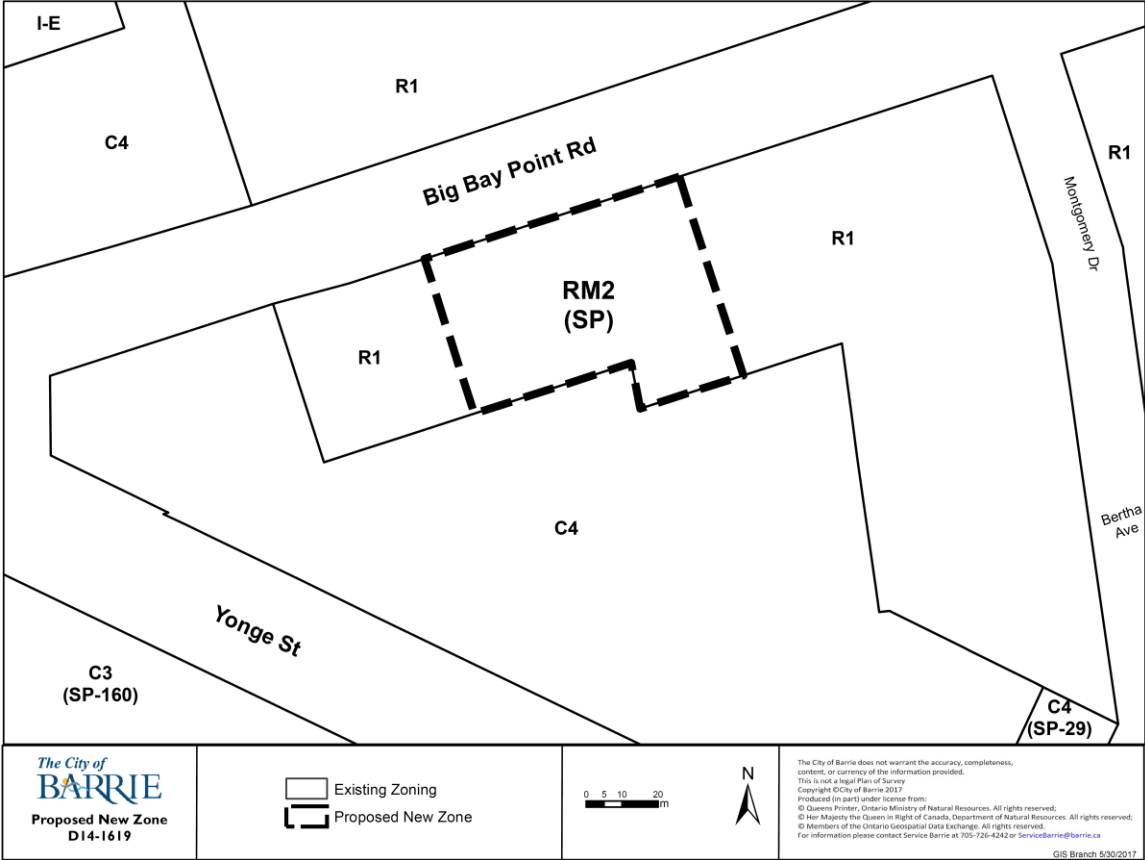 I-E
R1
C4
R1
Big Bay Point Rd
Montgomery Dr
R1
RM2
(SP)
R1
C4
Bertha
Ave
Yonge St
C3
(SP-160)
C4
(SP-29)
The City of
BARRIE
Proposed New Zone
D14-1619
Existing Zoning
Proposed New Zone
0 5 10 20
m
N
The City of Barrie does not warrant the accuracy, completeness,
content, or currency of the information provided.
This is not a legal Plan of Survey
Copyright ©City of Barrie 2017
Produced (in part) under license from:
© Queens Printer, Ontario Ministry of Natural Resources. All rights reserved;
© Her Majesty the Queen in Right of Canada, Department of Natural Resources. All rights reserved;
© Members of the Ontario Geospatial Data Exchange. All rights reserved.
For information please contact Service Barrie at 705-726-4242 or ServiceBarrie@barrie.ca
GIS Branch 5/30/2017